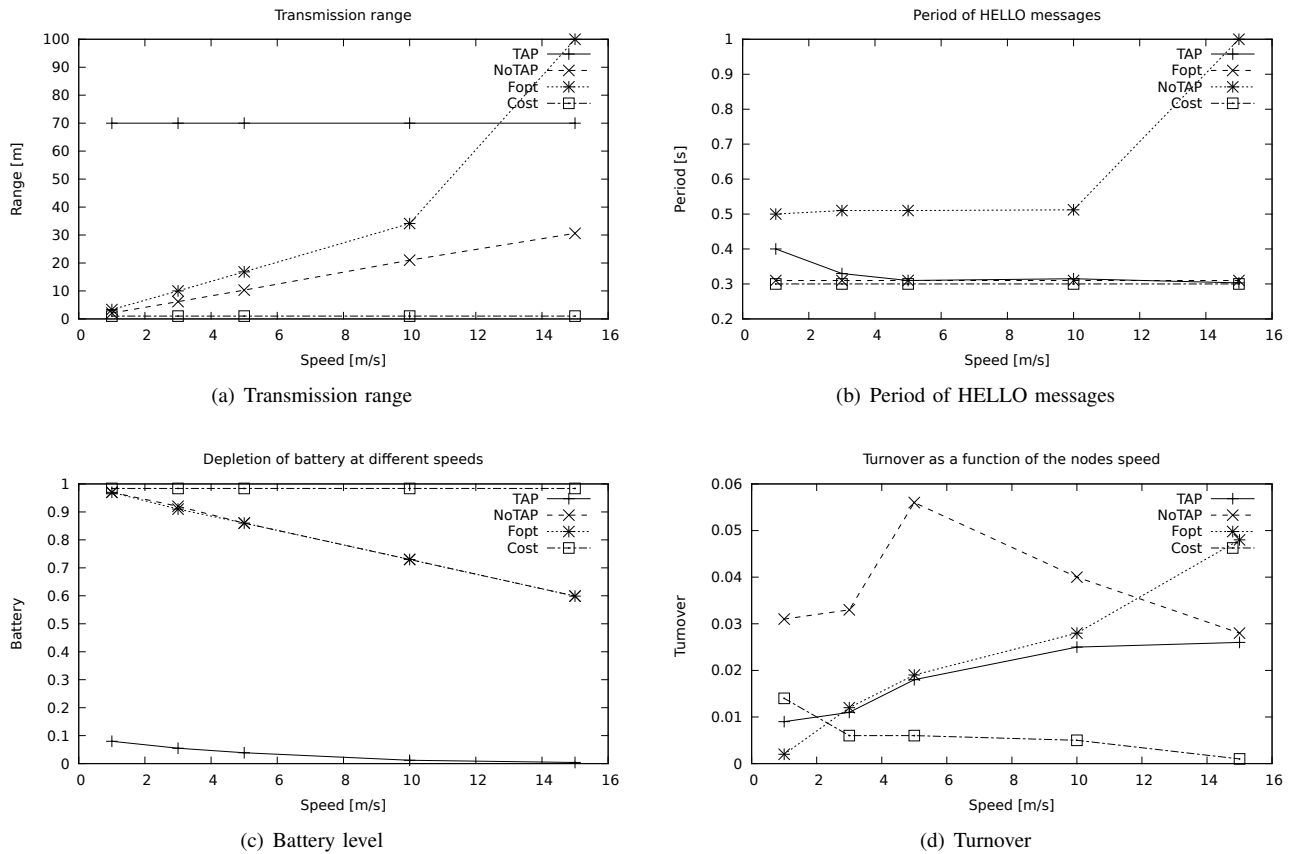 Transmission range
100
90
80
70
60
50
40
30
20
10
0
Range [m]
TAP
NoTAP
Fopt
Cost
0 2 4 6 8 10 12 14 16
Speed [m/s]
(a) Transmission range
Period of HELLO messages
1
0.9
0.8
0.7
0.6
0.5
0.4
0.3
0.2
Period [s]
TAP
Fopt
NoTAP
Cost
0 2 4 6 8 10 12 14 16
Speed [m/s]
(b) Period of HELLO messages
Depletion of battery at different speeds
1
0.9
0.8
0.7
0.6
0.5
0.4
0.3
0.2
0.1
0
Battery
TAP
NoTAP
Fopt
Cost
0 2 4 6 8 10 12 14 16
Speed [m/s]
(c) Battery level
Turnover as a function of the nodes speed
0.06
0.05
0.04
0.03
0.02
0.01
0
Turnover
TAP
NoTAP
Fopt
Cost
0 2 4 6 8 10 12 14 16
Speed [m/s]
(d) Turnover